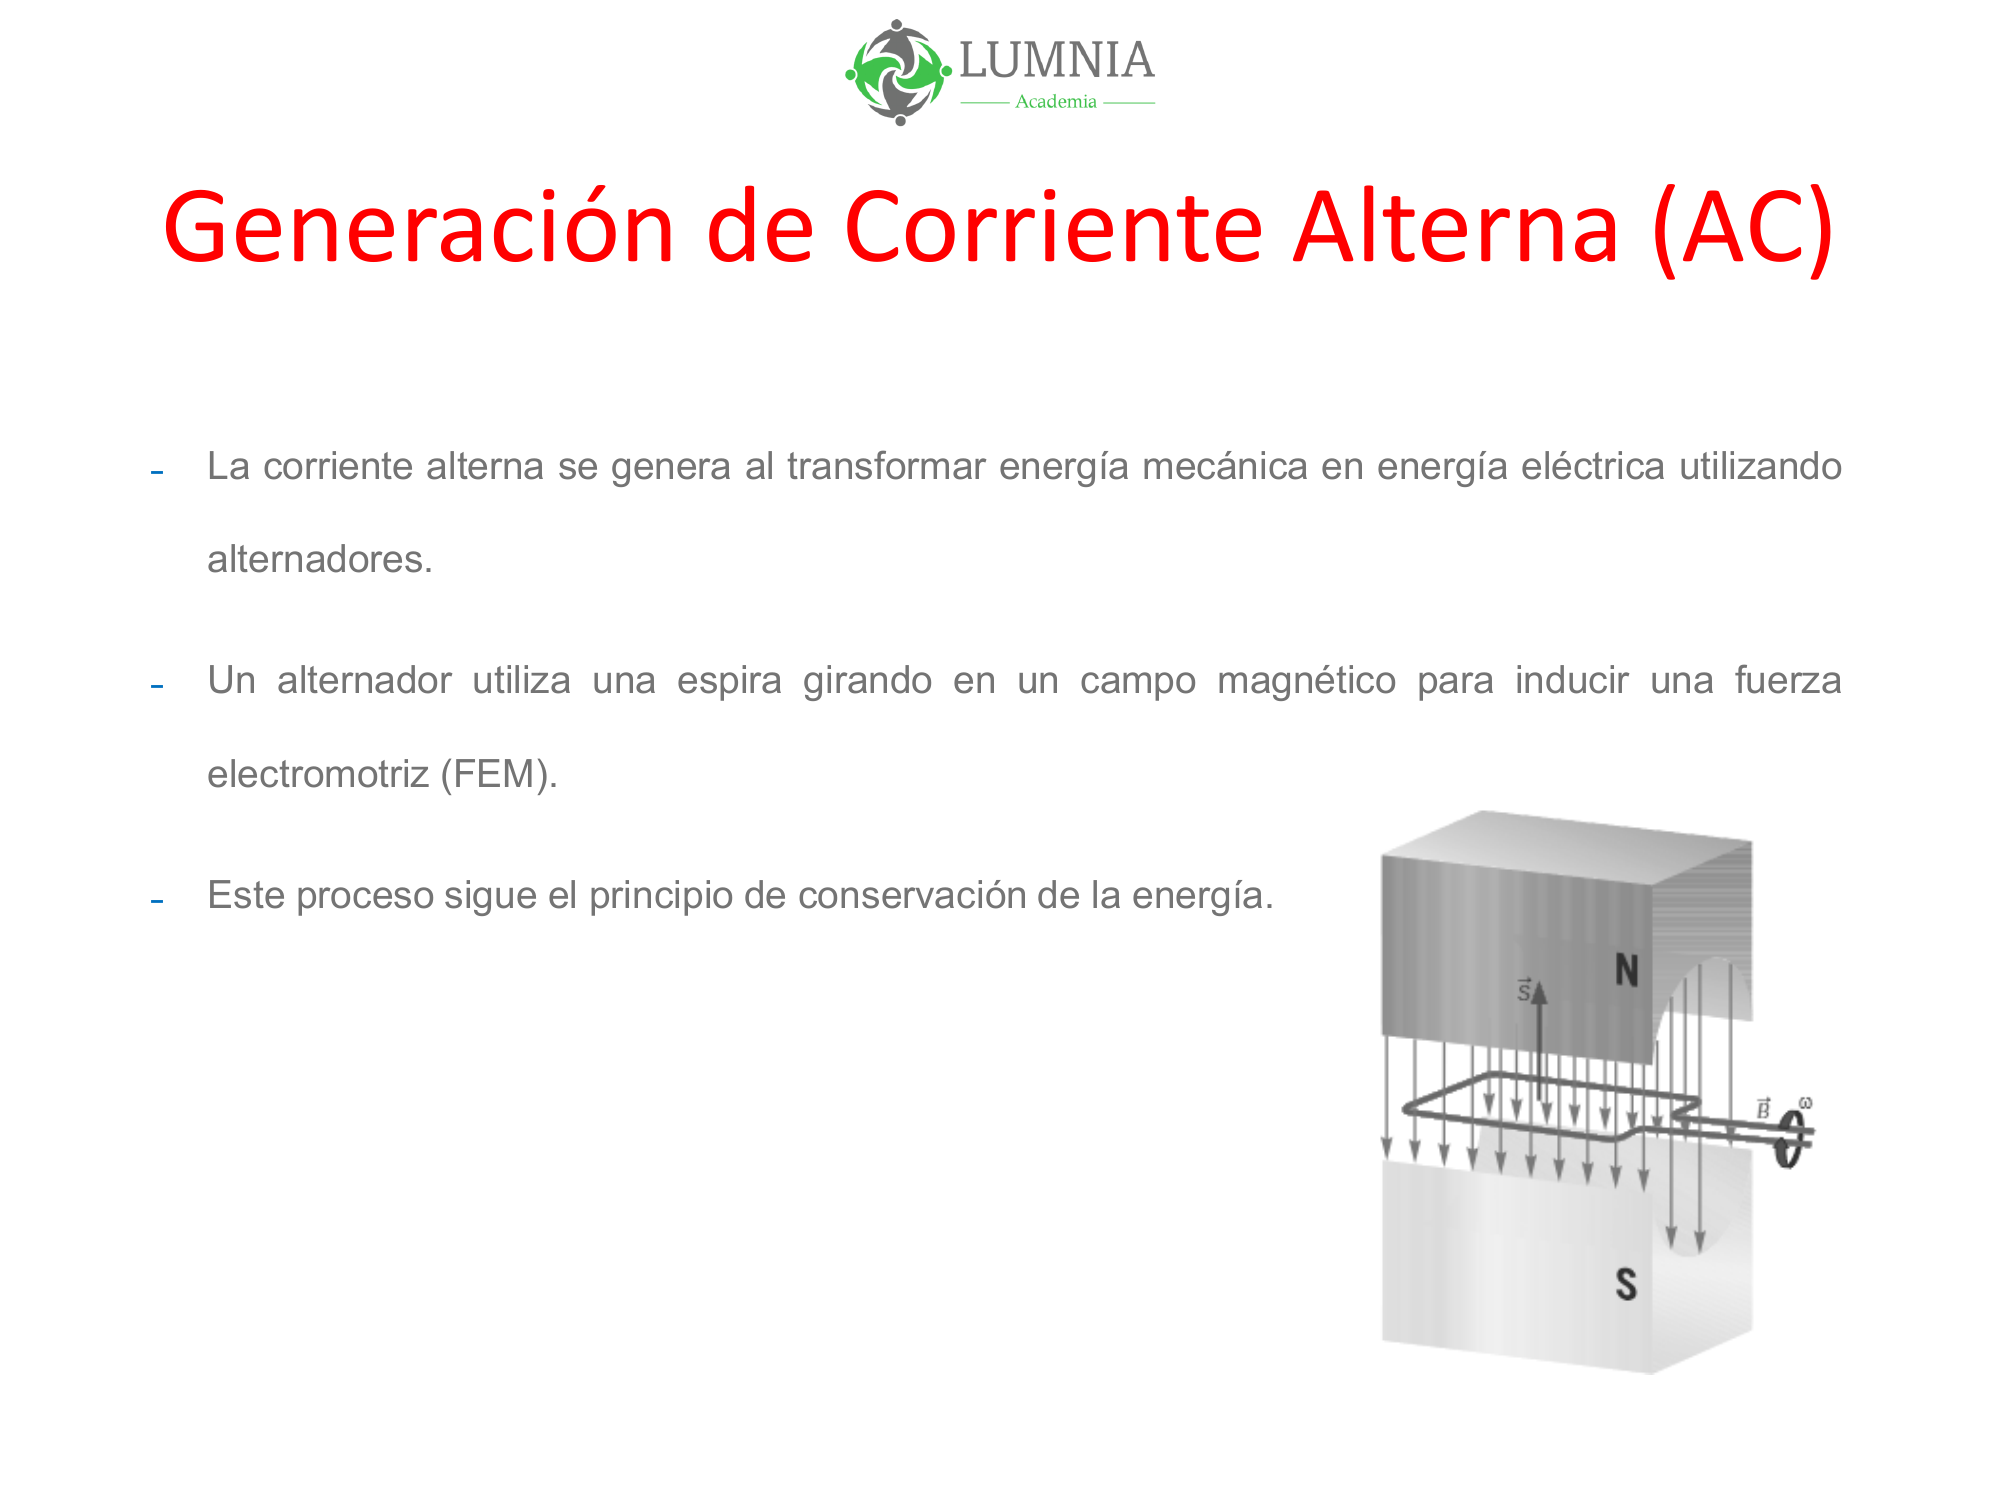 LUMNIA
Academia
Generación de Corriente Alterna (AC)
- La corriente alterna se genera al transformar energía mecánica en energía eléctrica utilizando
alternadores.
- Un alternador utiliza una espira girando en un campo magnético para inducir una fuerza
electromotriz (FEM).
- Este proceso sigue el principio de conservación de la energía.
N
S⃗
B⃗
ω
S